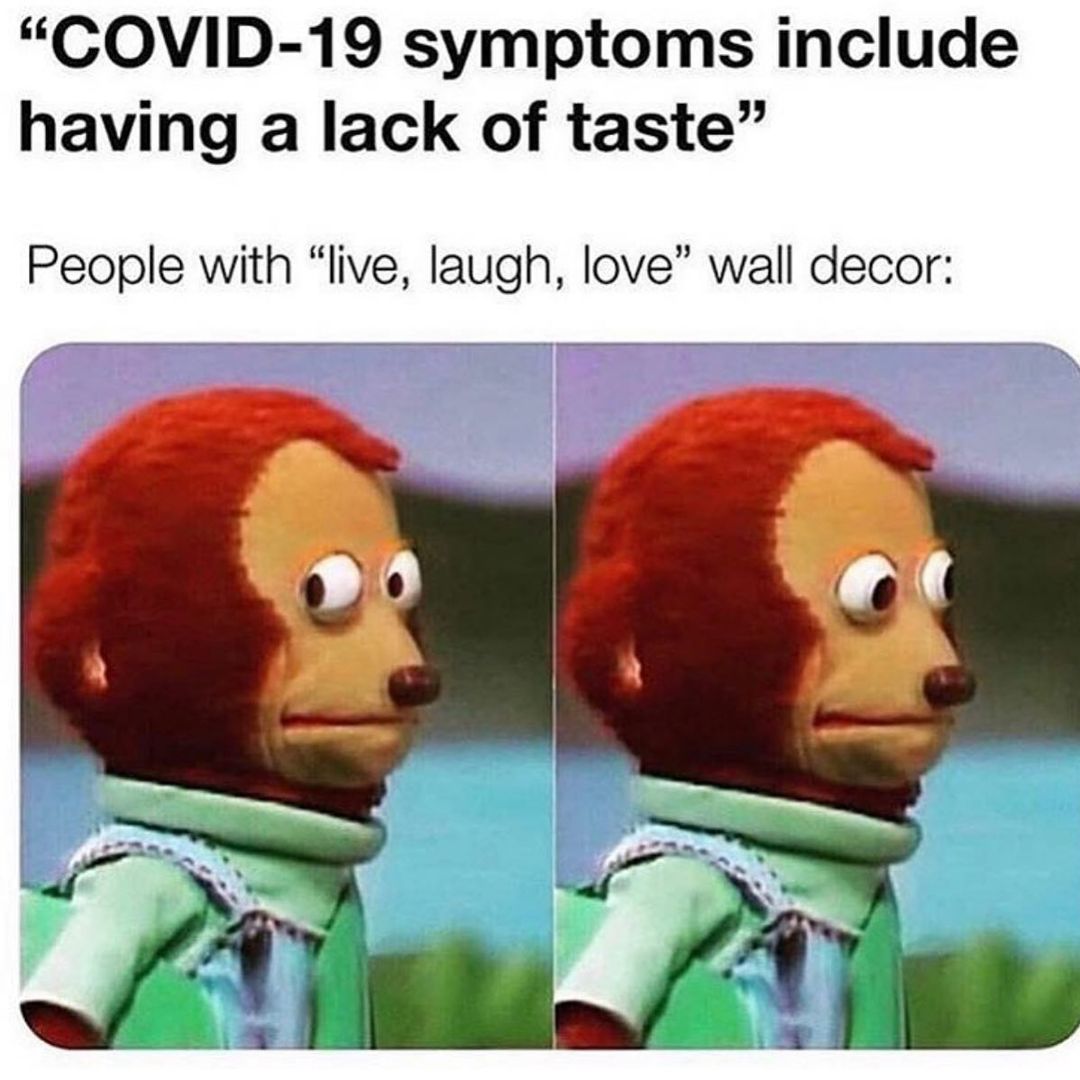 “COVID-19 symptoms include
having a lack of taste”
People with “live, laugh, love” wall decor: